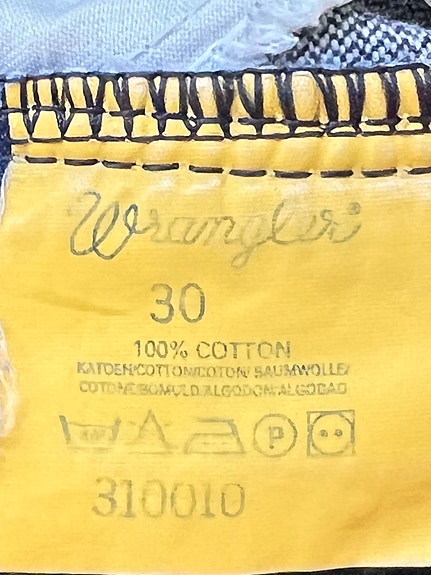 Wrangler®
30
100% COTTON
KATOEN/COTTON/COTON/BAUMWOLLE/
COTONE/BOMULD/ALGODON/ALGODAO
P
310010